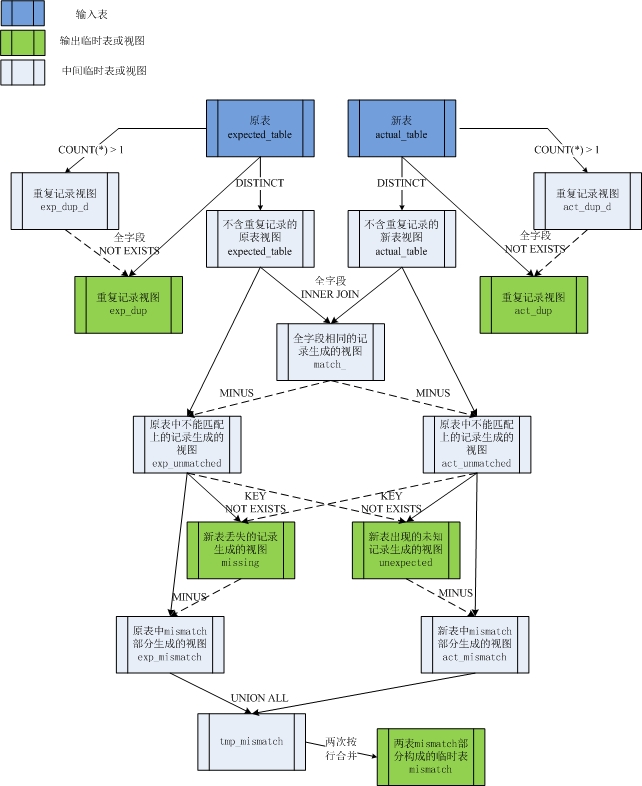 输入表
输出临时表或视图
中间临时表或视图
原表
expected_table
新表
actual_table
COUNT(*) > 1
COUNT(*) > 1
重复记录视图
exp_dup_d
DISTINCT
DISTINCT
重复记录视图
act_dup_d
不含重复记录的
原表视图
expected_table
不含重复记录的
新表视图
actual_table
全字段
NOT EXISTS
全字段
NOT EXISTS
重复记录视图
exp_dup
全字段
INNER JOIN
重复记录视图
act_dup
全字段相同的记
录生成的视图
match_
MINUS
MINUS
原表中不能匹配
上的记录生成的
视图
exp_unmatched
原表中不能匹配
上的记录生成的
视图
act_unmatched
KEY
NOT EXISTS
KEY
NOT EXISTS
新表丢失的记录
生成的视图
missing
新表出现的未知
记录生成的视图
unexpected
MINUS
MINUS
原表中mismatch
部分生成的视图
exp_mismatch
新表中mismatch
部分生成的视图
act_mismatch
UNION ALL
tmp_mismatch
两次按
行合并
两表mismatch部
分构成的临时表
mismatch